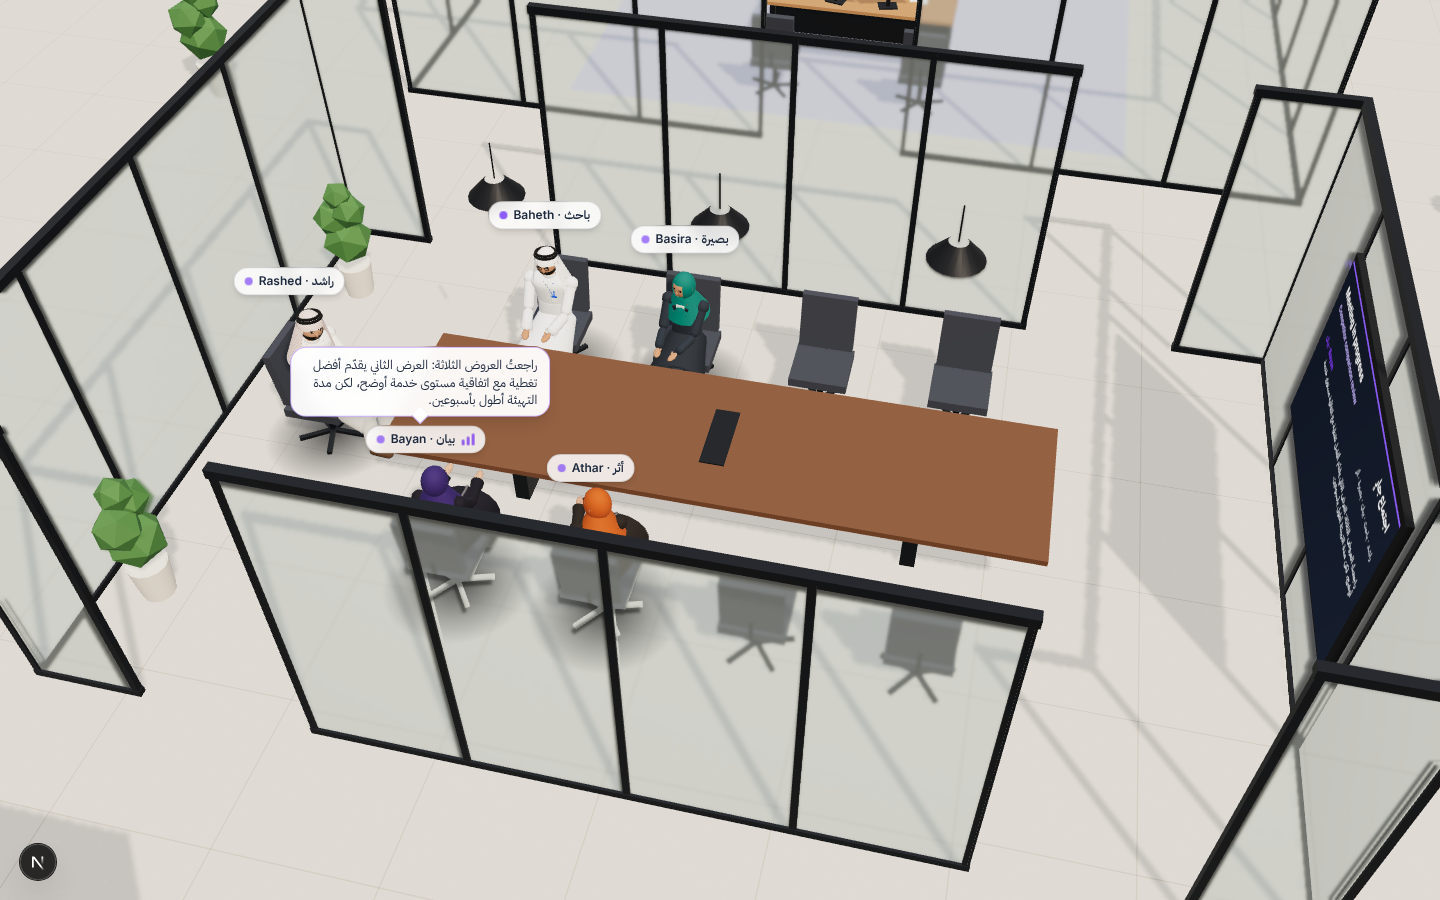 Baheth · باحث
Basira · بصيرة
Rashed · راشد
راجعتُ العروض الثلاثة: العرض الثاني يقدّم أفضل
تغطية مع اتفاقية مستوى خدمة أوضح، لكن مدة
التهيئة أطول بأسبوعين.
Bayan · بيان
Athar · أثر
N